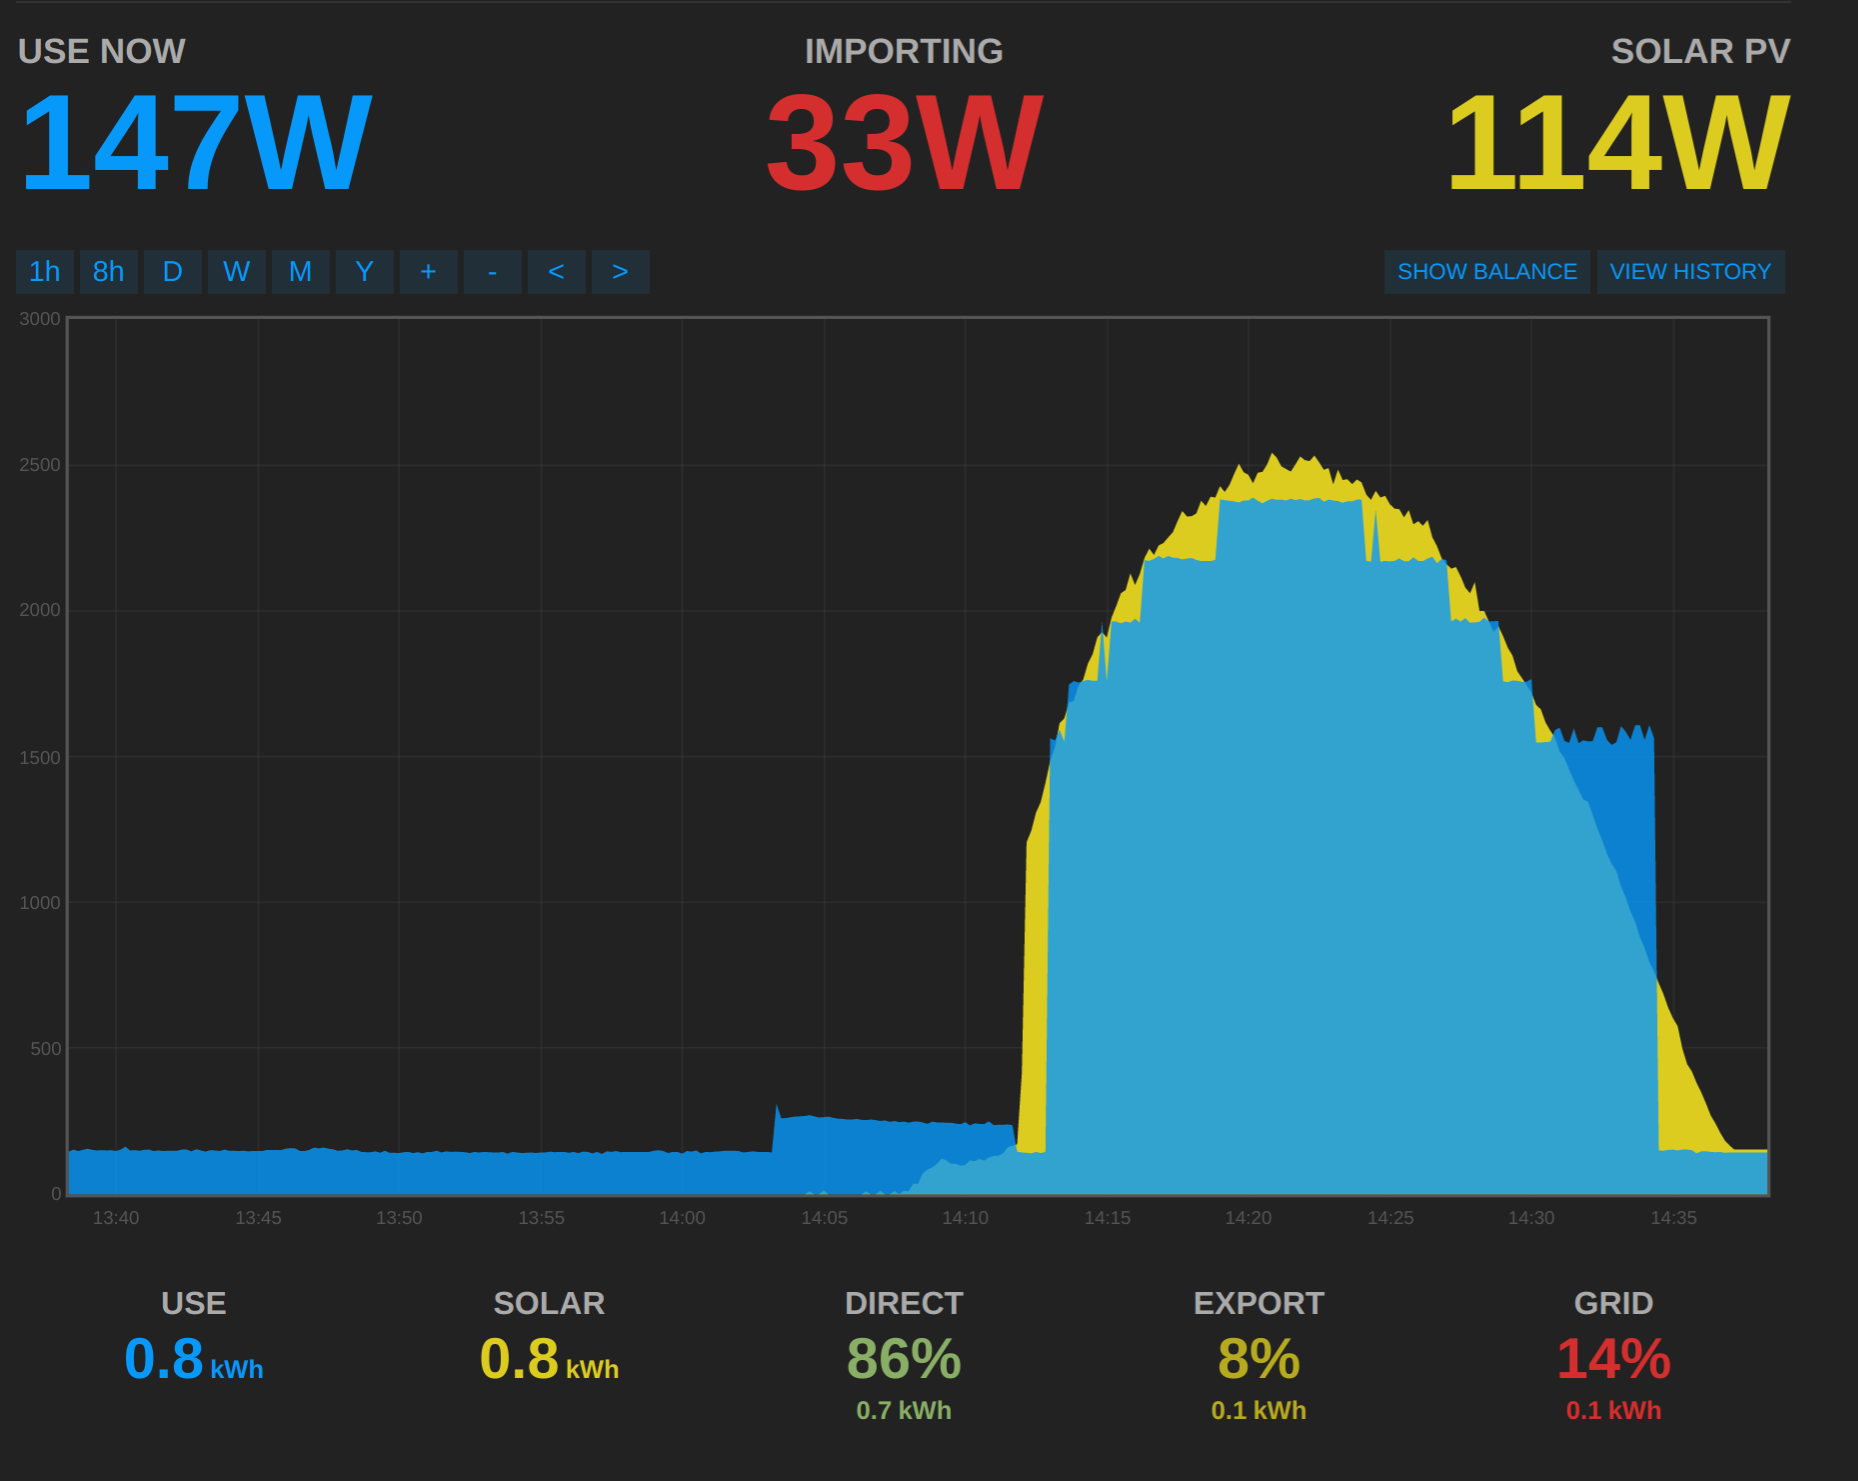 USE NOW IMPORTING SOLAR PV
147W 33W 114W
1h 8h D W M Y + - < > SHOW BALANCE VIEW HISTORY
3000
2500
2000
1500
1000
500
0
13:40 13:45 13:50 13:55 14:00 14:05 14:10 14:15 14:20 14:25 14:30 14:35
USE SOLAR DIRECT EXPORT GRID
0.8 kWh 0.8 kWh 86% 8% 14%
0.7 kWh 0.1 kWh 0.1 kWh